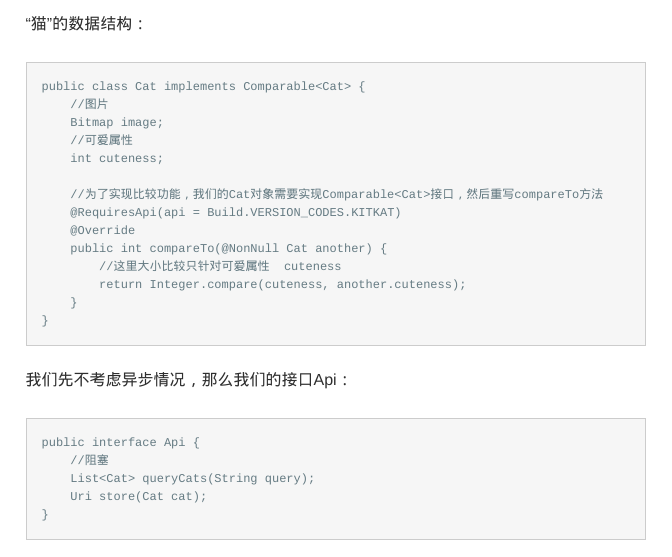 “猫”的数据结构：
public class Cat implements Comparable<Cat> {
    //图片
    Bitmap image;
    //可爱属性
    int cuteness;
    //为了实现比较功能，我们的Cat对象需要实现Comparable<Cat>接口，然后重写compareTo方法
    @RequiresApi(api = Build.VERSION_CODES.KITKAT)
    @Override
    public int compareTo(@NonNull Cat another) {
        //这里大小比较只针对可爱属性  cuteness
        return Integer.compare(cuteness, another.cuteness);
    }
}
我们先不考虑异步情况，那么我们的接口Api：
public interface Api {
    //阻塞
    List<Cat> queryCats(String query);
    Uri store(Cat cat);
}